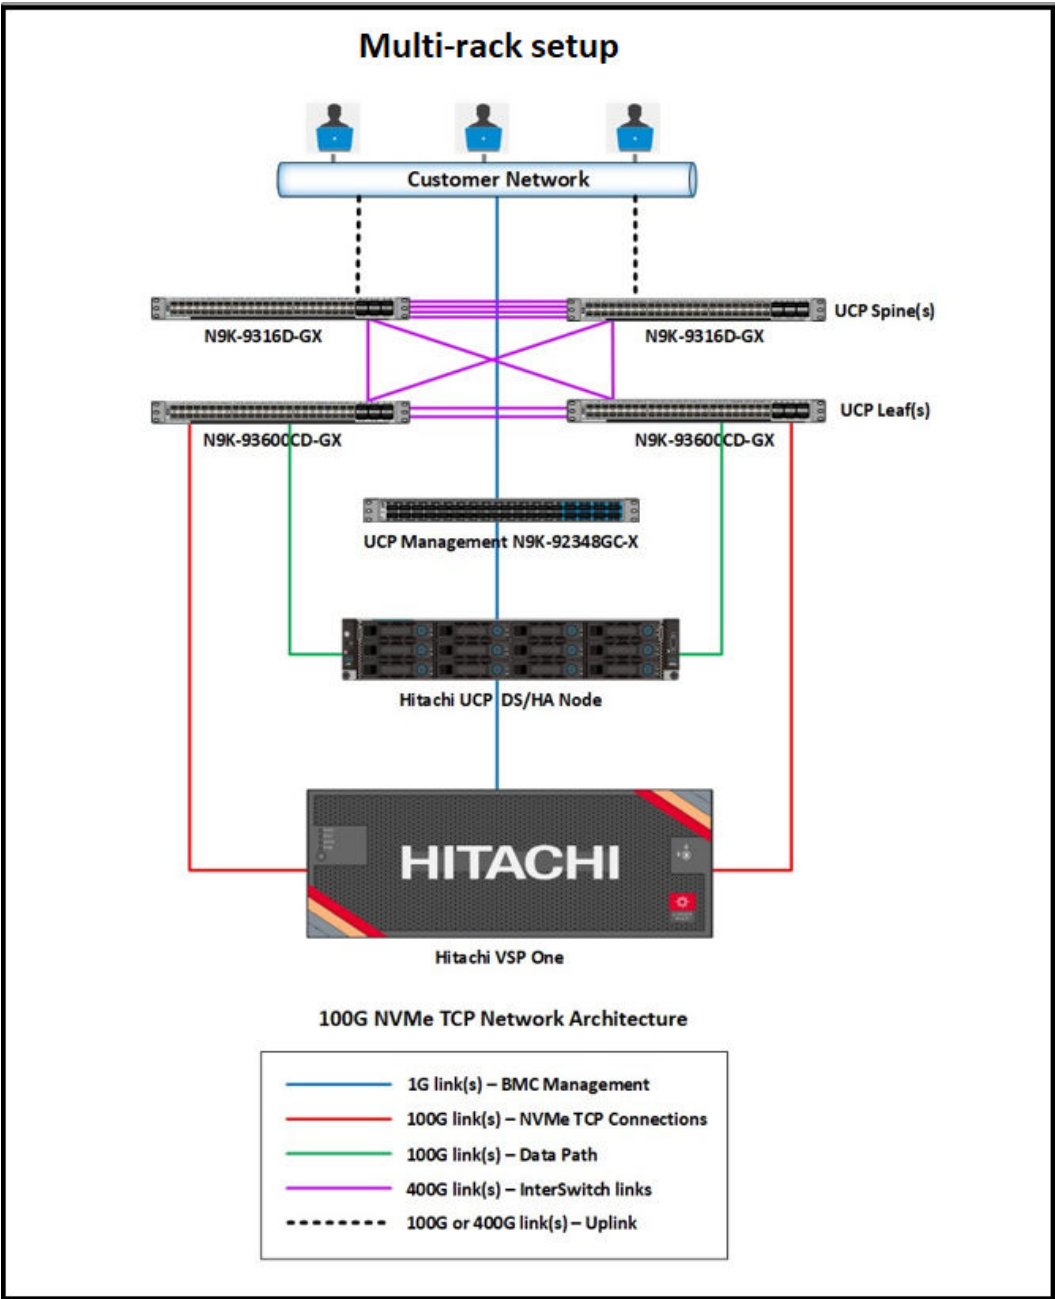 Multi-rack setup
Customer Network
UCP Spine(s)
N9K-9316D-GX
N9K-9316D-GX
UCP Leaf(s)
N9K-93600CD-GX
N9K-93600CD-GX
UCP Management N9K-92348GC-X
Hitachi UCP DS/HA Node
HITACHI
Hitachi VSP One
100G NVMe TCP Network Architecture
1G link(s) – BMC Management
100G link(s) – NVMe TCP Connections
100G link(s) – Data Path
400G link(s) – InterSwitch links
100G or 400G link(s) – Uplink